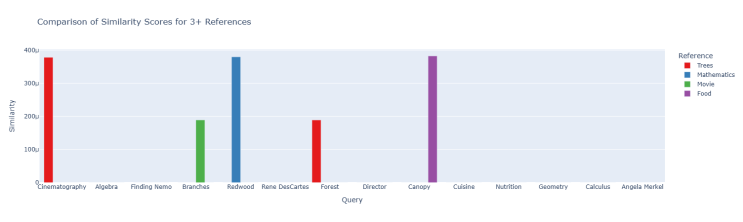 Comparison of Similarity Scores for 3+ References
400μ
300μ
200μ
100μ
0
Similarity
Cinematography Algebra Finding Nemo Branches Redwood Rene DesCartes Forest Director Canopy Cuisine Nutrition Geometry Calculus Angela Merkel
Query
Reference
Trees
Mathematics
Movie
Food